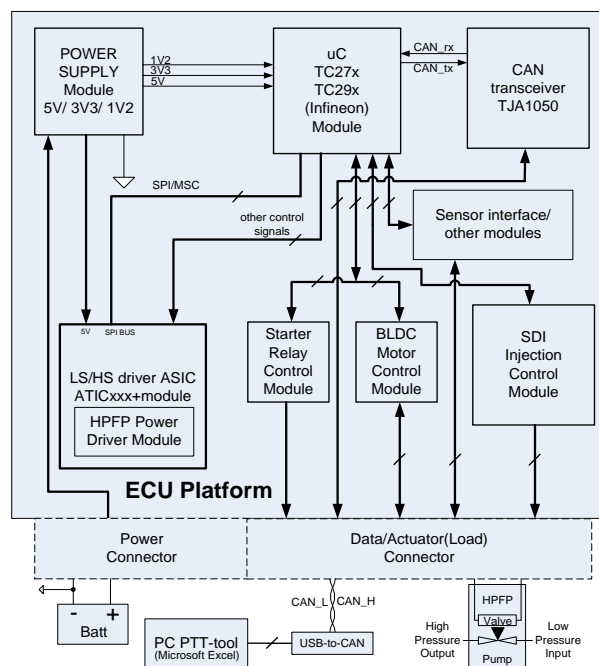 POWER
SUPPLY
Module
5V/ 3V3/ 1V2
1V2
3V3
5V
uC
TC27x
TC29x
(Infineon)
Module
CAN_rx
CAN_tx
CAN
transceiver
TJA1050
SPI/MSC
other control
signals
Sensor interface/
other modules
5V
SPI BUS
LS/HS driver ASIC
ATICxxx+module
HPFP Power
Driver Module
Starter
Relay
Control
Module
BLDC
Motor
Control
Module
SDI
Injection
Control
Module
ECU Platform
Power
Connector
Data/Actuator(Load)
Connector
- +
Batt
CAN_L
CAN_H
PC PTT-tool
(Microsoft Excel)
USB-to-CAN
HPFP
Valve
High
Pressure
Output
Low
Pressure
Input
Pump